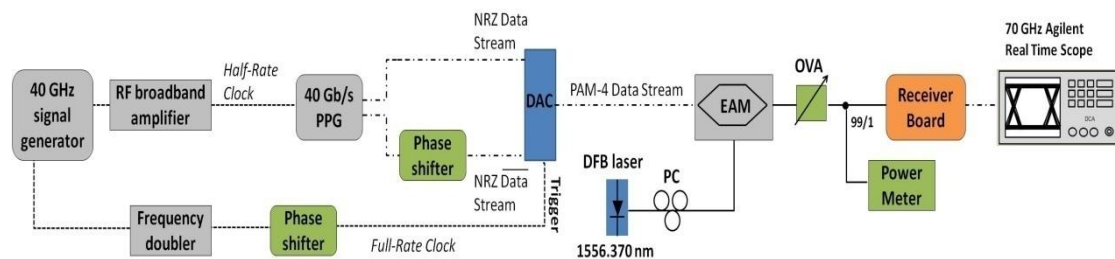 40 GHz
signal
generator
RF broadband
amplifier
Half-Rate
Clock
40 Gb/s
PPG
NRZ Data
Stream
Phase
shifter
NRZ Data
Stream
DAC
Trigger
Frequency
doubler
Phase
shifter
Full-Rate Clock
PAM-4 Data Stream
EAM
DFB laser
1556.370 nm
PC
OVA
99/1
Receiver
Board
Power
Meter
70 GHz Agilent
Real Time Scope
DCA